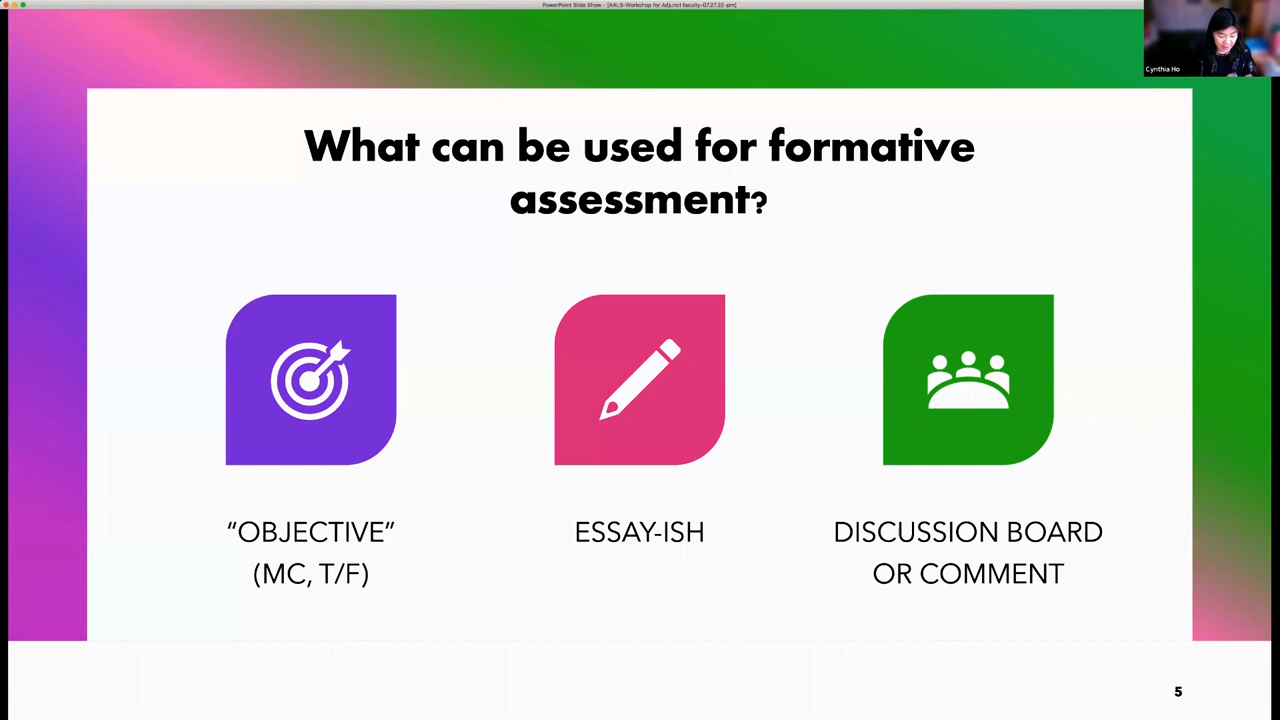 PowerPoint Slide Show - [AALS-Workshop for Adjunct faculty-07.27.22-pm]
Cynthia Ho
What can be used for formative
assessment?
“OBJECTIVE”
(MC, T/F)
ESSAY-ISH
DISCUSSION BOARD
OR COMMENT
5